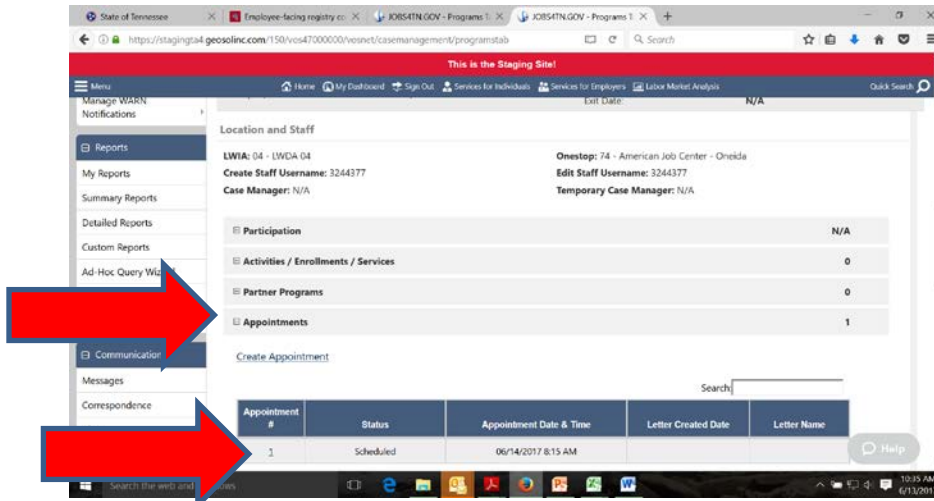 State of Tennessee
Employee-facing registry co
JOBS4TN.GOV - Programs T
JOBS4TN.GOV - Programs T
https://stagingta4.geosolinc.com/150/vos47000000/vosnet/casemanagement/programstab
Search
This is the Staging Site!
Menu
Home My Dashboard Sign Out Services for Individuals Services for Employers Labor Market Analysis
Quick Search
Manage WARN
Notifications
Exit Date: N/A
Location and Staff
LWIA: 04 - LWDA 04
Onestop: 74 - American Job Center - Oneida
Create Staff Username: 3244377
Edit Staff Username: 3244377
Case Manager: N/A
Temporary Case Manager: N/A
Reports
My Reports
Summary Reports
Detailed Reports
Custom Reports
Ad-Hoc Query Wiz
Participation N/A
Activities / Enrollments / Services 0
Partner Programs 0
Appointments 1
Communication
Messages
Correspondence
Create Appointment
Search:
Appointment # Status Appointment Date & Time Letter Created Date Letter Name
1 Scheduled 06/14/2017 8:15 AM
Help
Search the web and
ows
10:35 AM
6/13/201